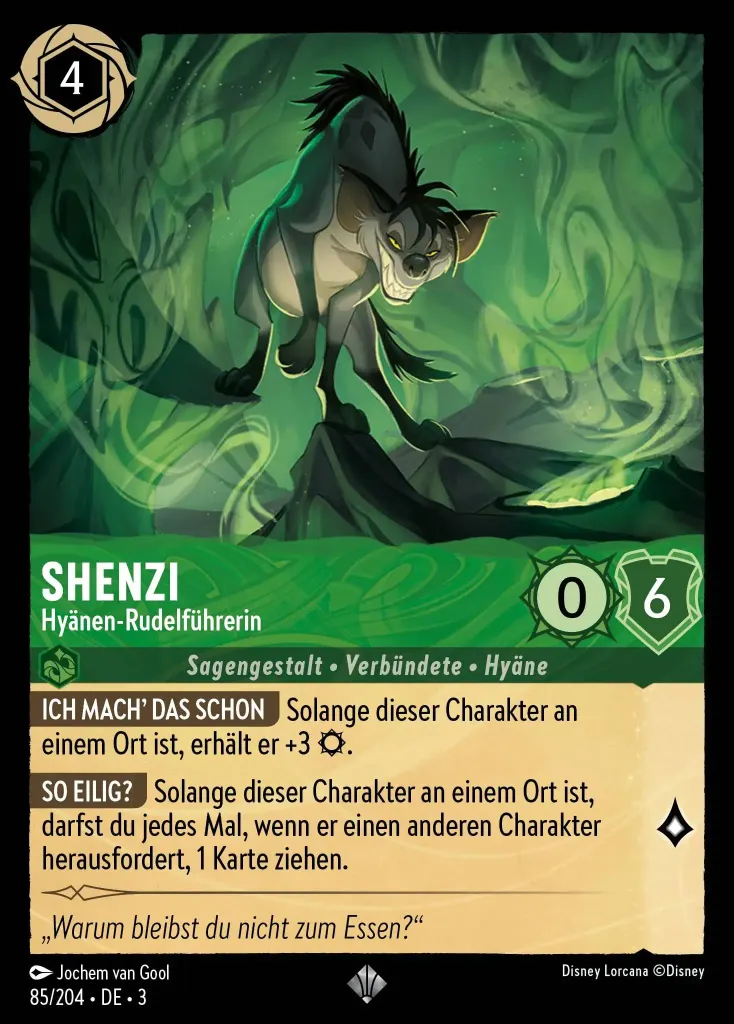 4
SHENZI
Hyänen-Rudelführerin
0
6
Sagengestalt • Verbündete • Hyäne
ICH MACH’ DAS SCHON Solange dieser Charakter an
einem Ort ist, erhält er +3 .
SO EILIG? Solange dieser Charakter an einem Ort ist,
darfst du jedes Mal, wenn er einen anderen Charakter
herausfordert, 1 Karte ziehen.
„Warum bleibst du nicht zum Essen?“
Jochem van Gool
Disney Lorcana ©Disney
85/204 • DE • 3